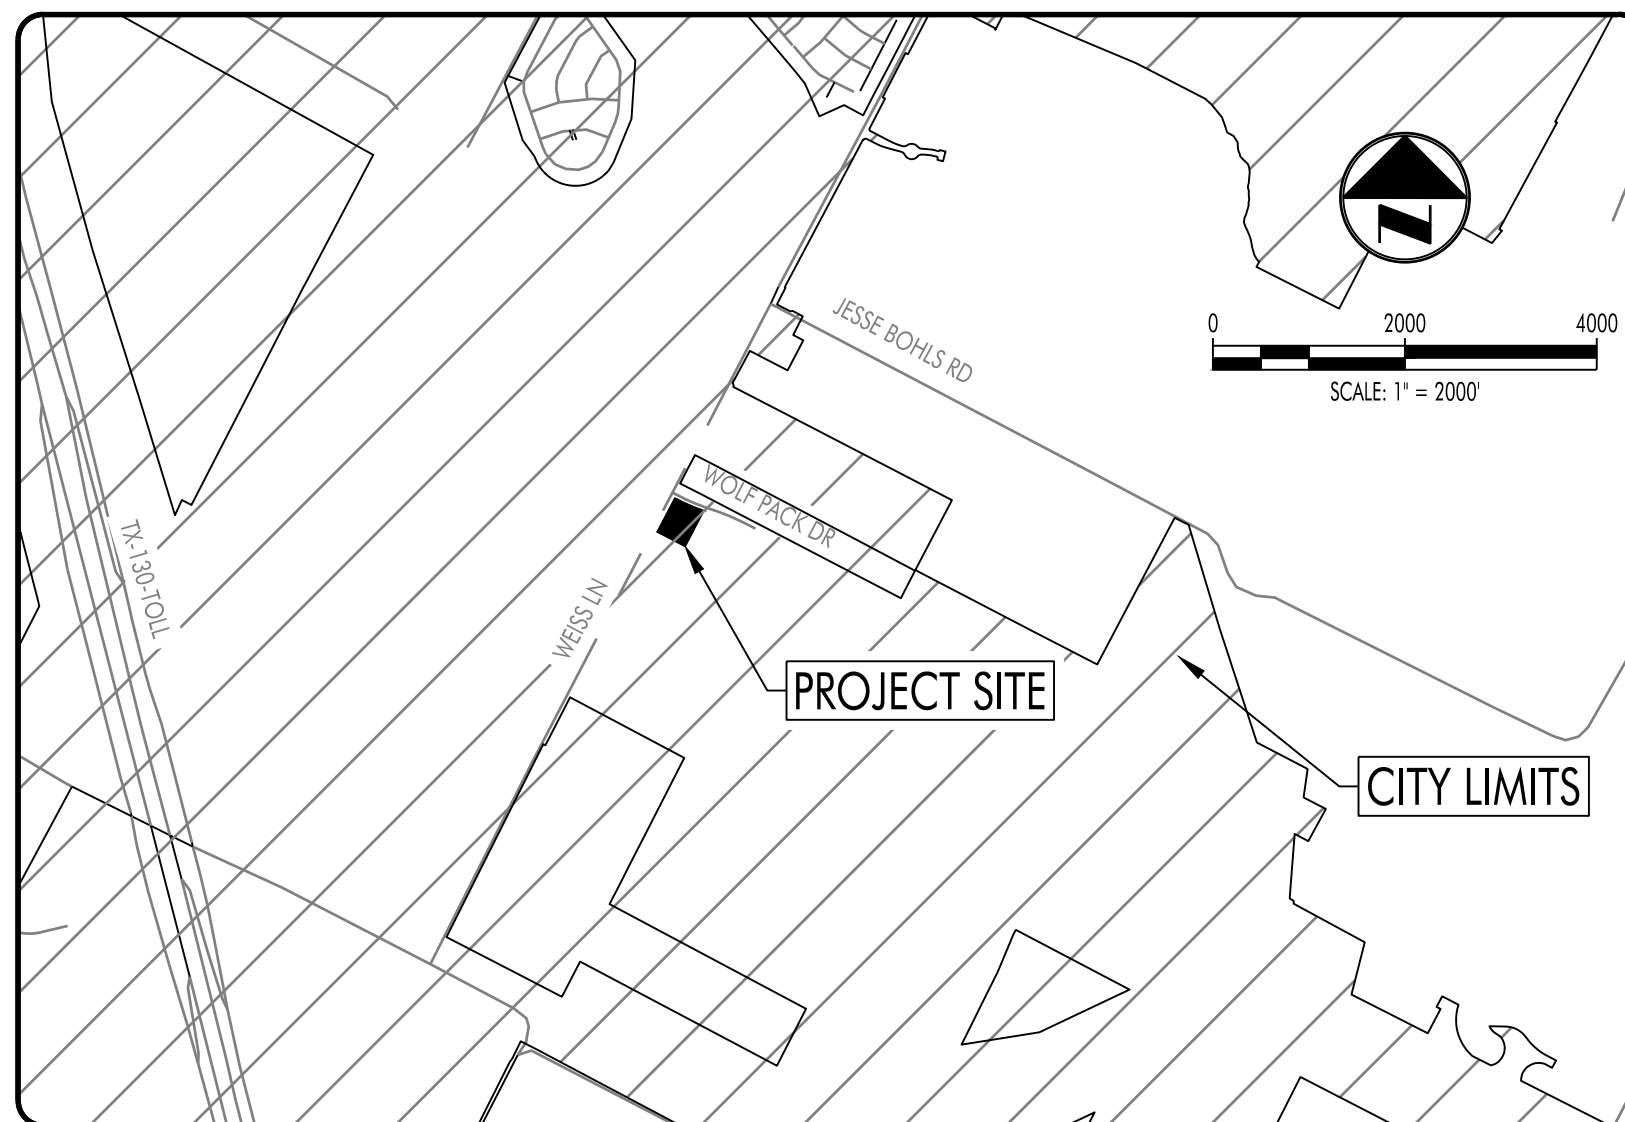 JESSE BOHLS RD
N
0 2000 4000
SCALE: 1" = 2000'
WOLF PACK DR
TX-130-TOLL
WEISS LN
PROJECT SITE
CITY LIMITS